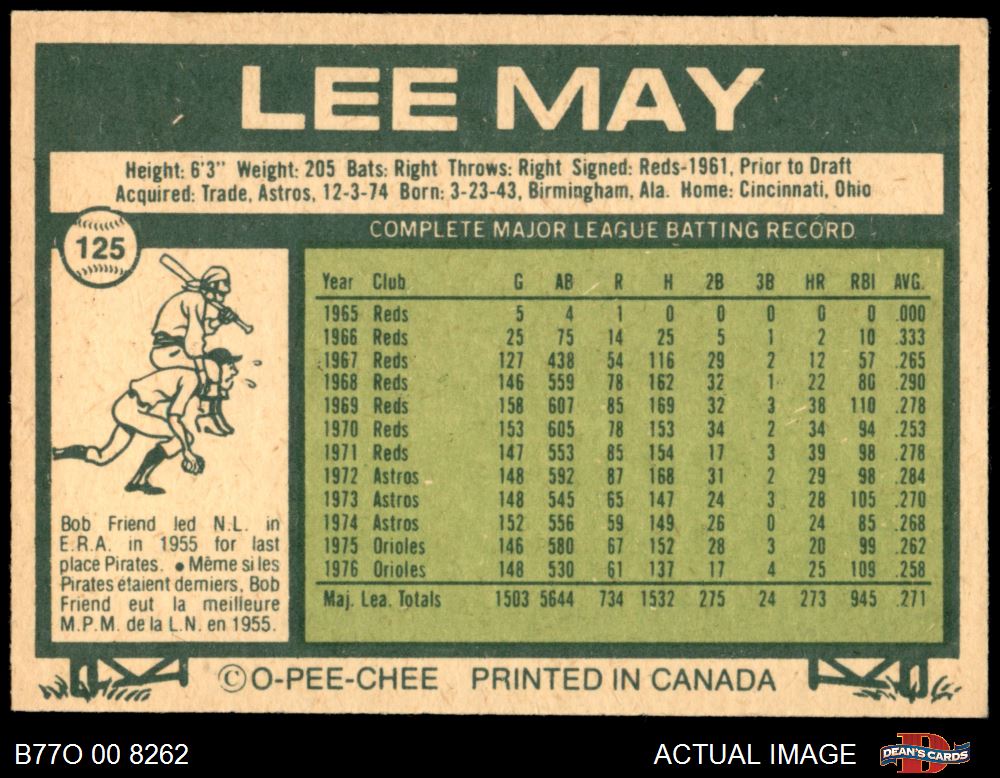 LEE MAY
Height: 6'3" Weight: 205 Bats: Right Throws: Right Signed: Reds-1961, Prior to Draft
Acquired: Trade, Astros, 12-3-74 Born: 3-23-43, Birmingham, Ala. Home: Cincinnati, Ohio
125
COMPLETE MAJOR LEAGUE BATTING RECORD
Year Club G AB R H 2B 3B HR RBI AVG.
1965 Reds 5 4 1 0 0 0 0 0 .000
1966 Reds 25 75 14 25 5 1 2 10 .333
1967 Reds 127 438 54 116 29 2 12 57 .265
1968 Reds 146 559 78 162 32 1 22 80 .290
1969 Reds 158 607 85 169 32 3 38 110 .278
1970 Reds 153 605 78 153 34 2 34 94 .253
1971 Reds 147 553 85 154 17 3 39 98 .278
1972 Astros 148 592 87 168 31 2 29 98 .284
1973 Astros 148 545 65 147 24 3 28 105 .270
1974 Astros 152 556 59 149 26 0 24 85 .268
1975 Orioles 146 580 67 152 28 3 20 99 .262
1976 Orioles 148 530 61 137 17 4 25 109 .258
Maj. Lea. Totals 1503 5644 734 1532 275 24 273 945 .271
Bob Friend led N.L. in
E.R.A. in 1955 for last
place Pirates. ● Même si les
Pirates étaient derniers, Bob
Friend eut la meilleure
M.P.M. de la L.N. en 1955.
©O-PEE-CHEE PRINTED IN CANADA
B77O 00 8262
ACTUAL IMAGE
D
DEAN'S CARDS